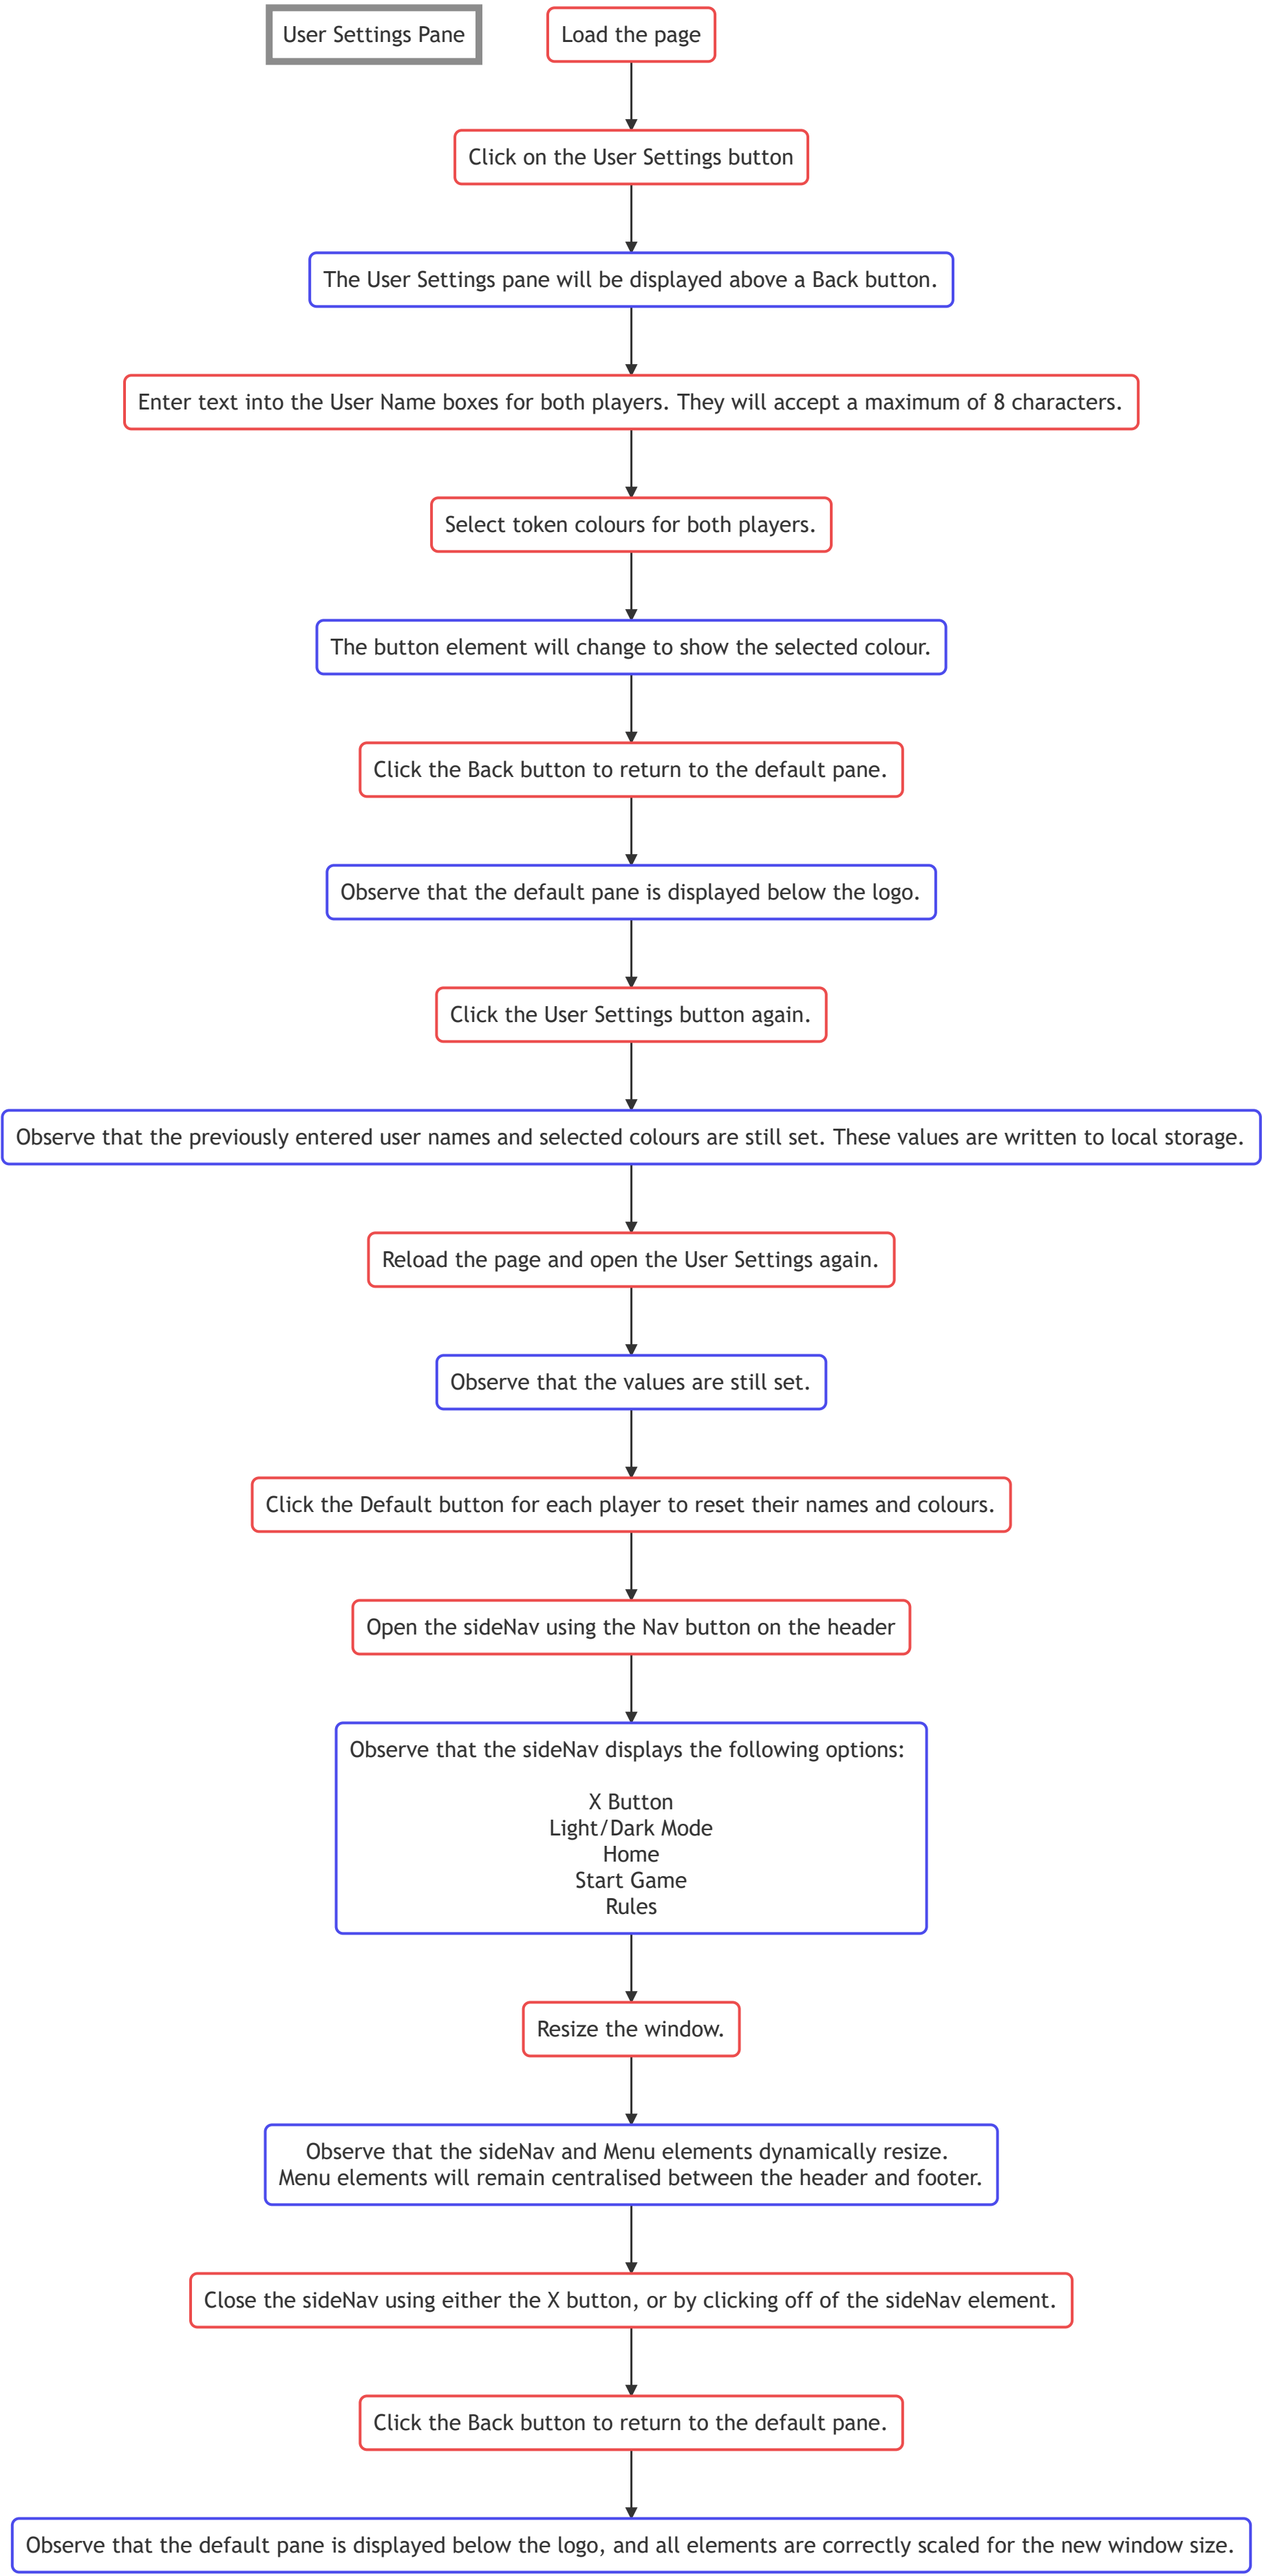 User Settings Pane
Load the page
Click on the User Settings button
The User Settings pane will be displayed above a Back button.
Enter text into the User Name boxes for both players. They will accept a maximum of 8 characters.
Select token colours for both players.
The button element will change to show the selected colour.
Click the Back button to return to the default pane.
Observe that the default pane is displayed below the logo.
Click the User Settings button again.
Observe that the previously entered user names and selected colours are still set. These values are written to local storage.
Reload the page and open the User Settings again.
Observe that the values are still set.
Click the Default button for each player to reset their names and colours.
Open the sideNav using the Nav button on the header
Observe that the sideNav displays the following options:
X Button
Light/Dark Mode
Home
Start Game
Rules
Resize the window.
Observe that the sideNav and Menu elements dynamically resize.
Menu elements will remain centralised between the header and footer.
Close the sideNav using either the X button, or by clicking off of the sideNav element.
Click the Back button to return to the default pane.
Observe that the default pane is displayed below the logo, and all elements are correctly scaled for the new window size.